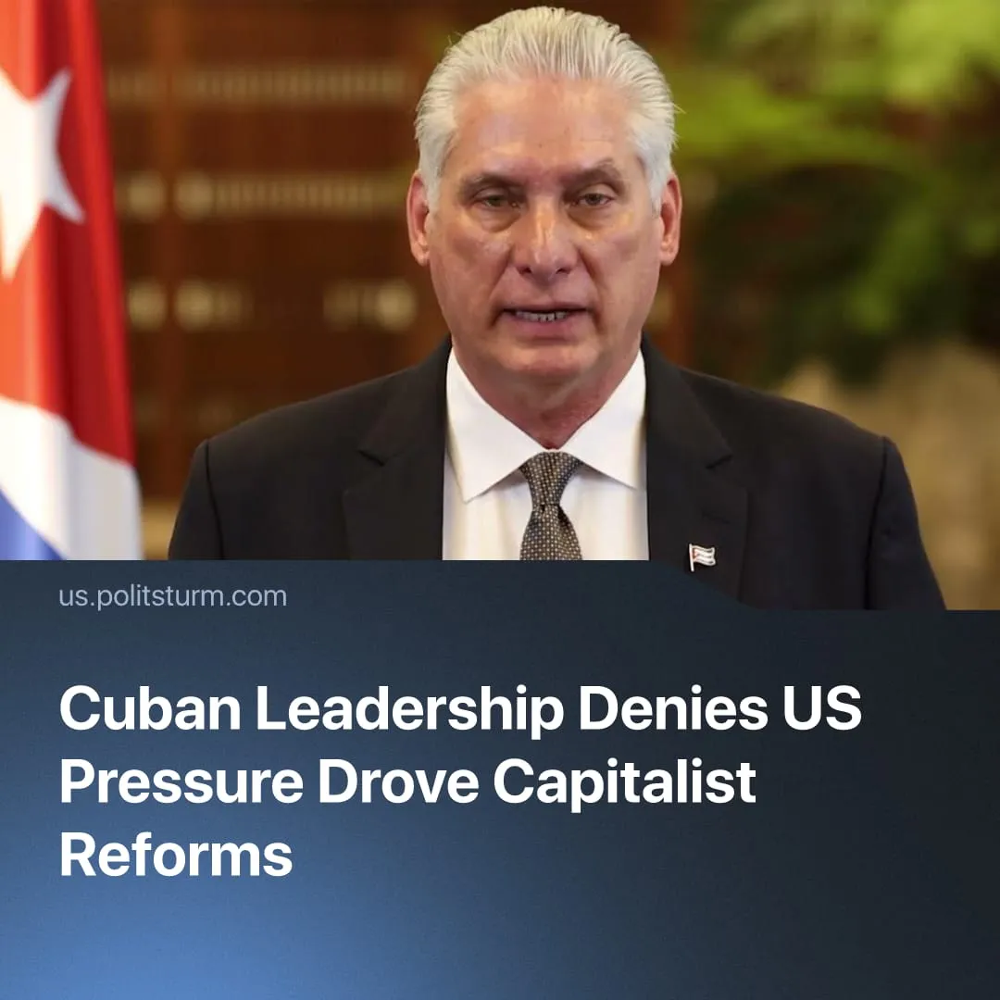 us.politsturm.com
Cuban Leadership Denies US
Pressure Drove Capitalist
Reforms